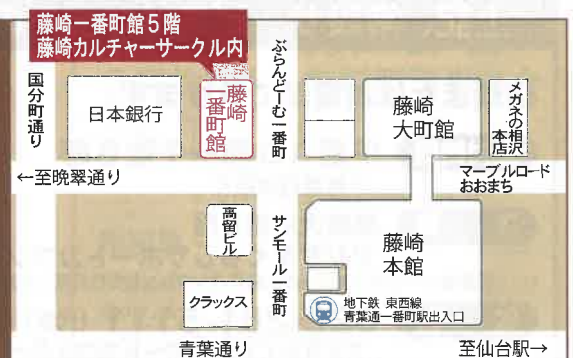 藤崎一番町館5階
藤崎カルチャーサークル内
国分町通り
日本銀行
藤崎
一番町館
ぶらんどーむ一番町
藤崎
大町館
メガネの相沢
本店
←至晩翠通り
マーブルロード
おおまち
高留ビル
サンモール一番町
藤崎
本館
クラックス
地下鉄 東西線
青葉通一番町駅出入口
青葉通り
至仙台駅→